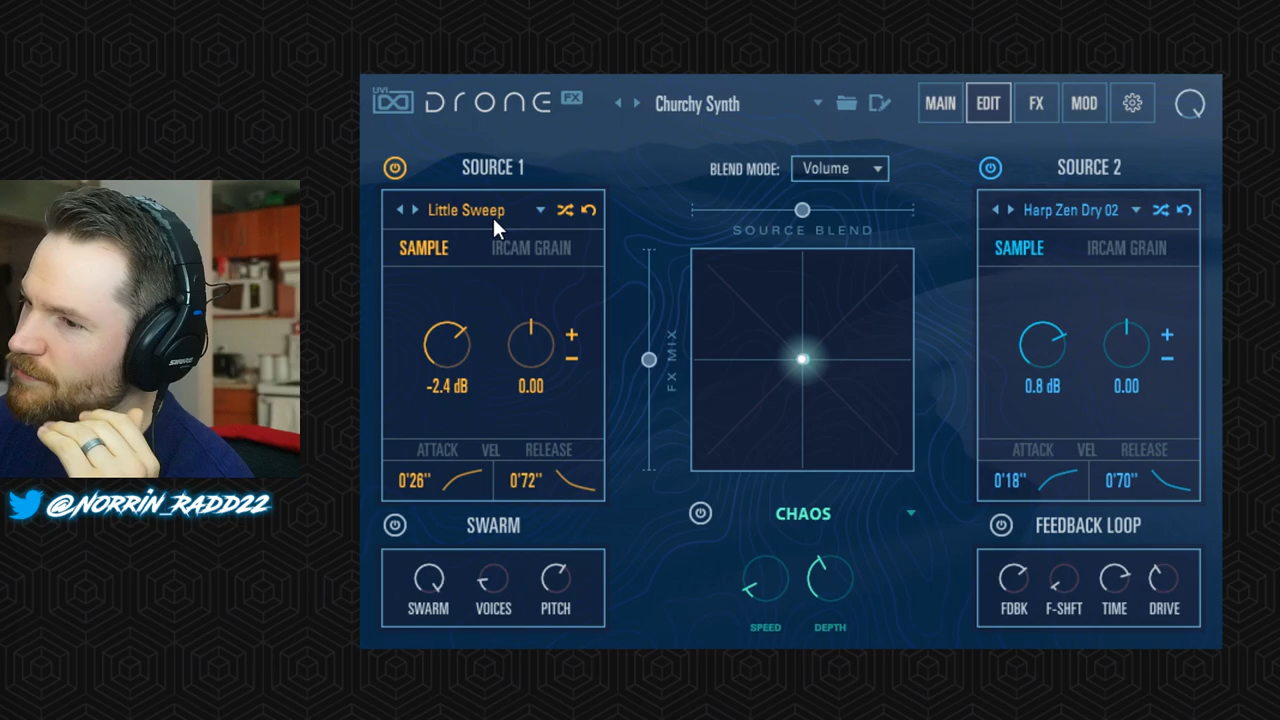 UVI DRONE FX Churchy Synth MAIN EDIT FX MOD
SOURCE 1
BLEND MODE: Volume
SOURCE 2
Little Sweep
SAMPLE IRCAM GRAIN
-2.4 dB 0.00 + −
ATTACK VEL RELEASE
0'26'' 0'72''
SOURCE BLEND
FX MIX
Harp Zen Dry 02
SAMPLE IRCAM GRAIN
0.8 dB 0.00 + −
ATTACK VEL RELEASE
0'18'' 0'70''
@NORRIN_RADD22
SWARM
SWARM VOICES PITCH
CHAOS
SPEED DEPTH
FEEDBACK LOOP
FDBK F-SHFT TIME DRIVE